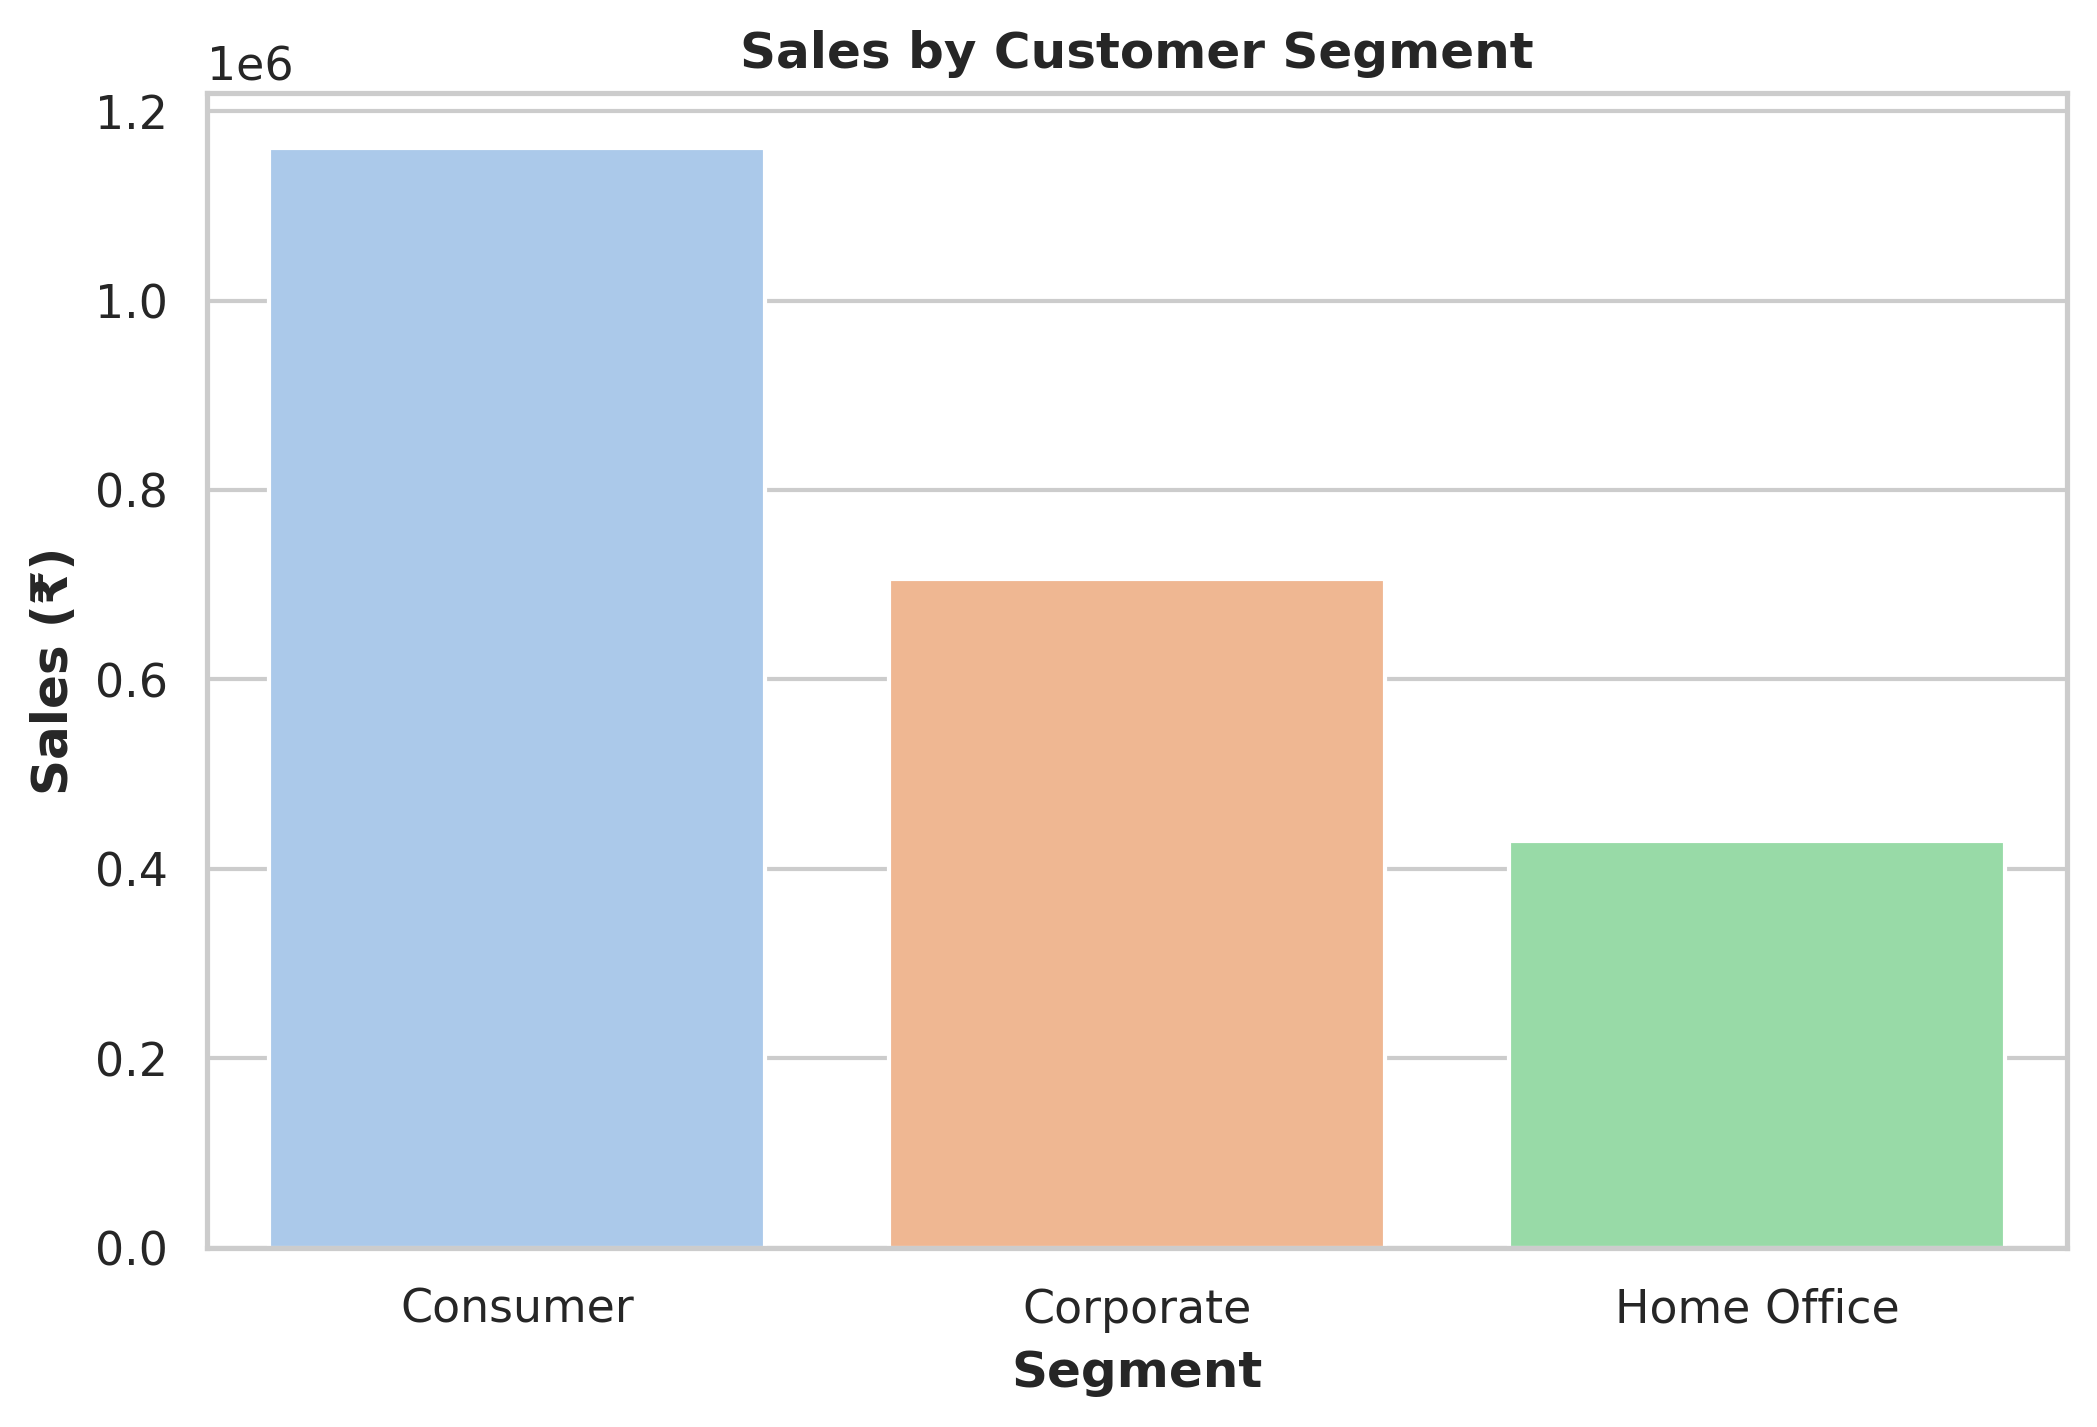 Sales by Customer Segment
1e6
1.2
1.0
0.8
0.6
0.4
0.2
0.0
Sales (₹)
Consumer Corporate Home Office
Segment